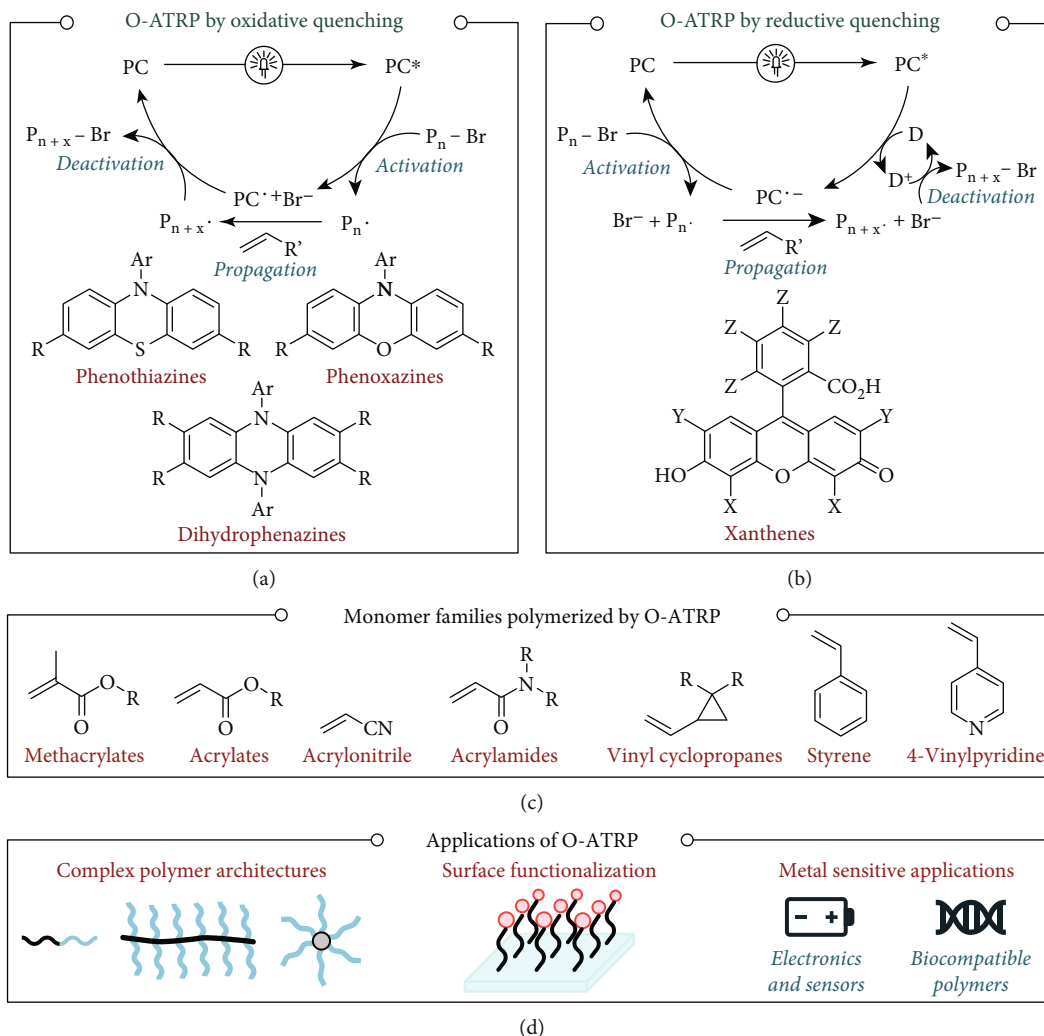 O-ATRP by oxidative quenching
PC
PC*
Pn+x – Br
Deactivation
Pn – Br
Activation
PC·+Br–
Pn+x·
Pn·
R'
Propagation
Ar
N
R
S
R
Phenothiazines
Ar
N
R
O
R
Phenoxazines
Ar
R
N
R
R
N
R
Ar
Dihydrophenazines
(a)
O-ATRP by reductive quenching
PC
PC*
Pn – Br
Activation
D
D+
Pn+x – Br
Deactivation
PC·–
Br– + Pn·
Pn+x· + Br–
R'
Propagation
Z
Z
Z
Z
CO2H
Y
Y
HO
O
O
X
X
Xanthenes
(b)
Monomer families polymerized by O-ATRP
O
R
O
Methacrylates
O
R
O
Acrylates
CN
Acrylonitrile
R
N
R
O
Acrylamides
R
R
Vinyl cyclopropanes
Styrene
N
4-Vinylpyridine
(c)
Applications of O-ATRP
Complex polymer architectures
Surface functionalization
Metal sensitive applications
– +
Electronics
and sensors
Biocompatible
polymers
(d)